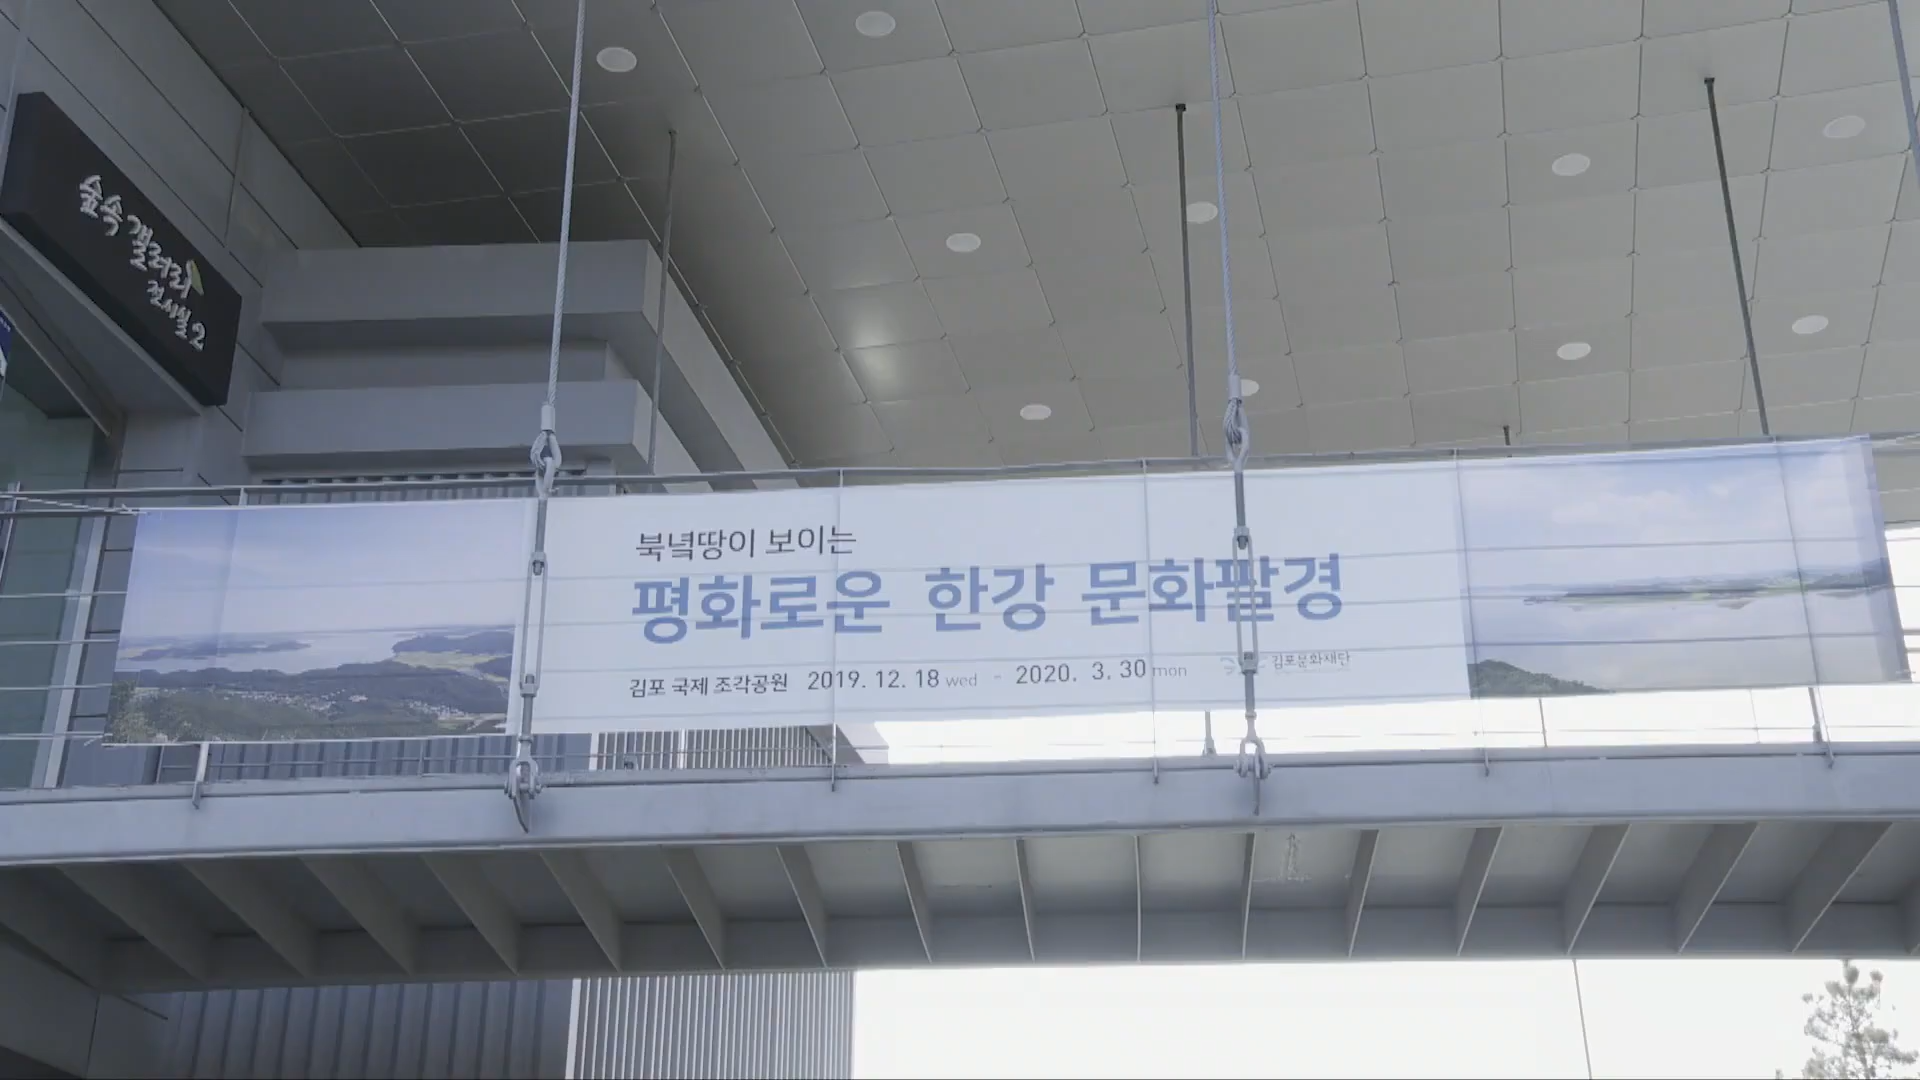 숲속 갤러리
전시실 2
북녘땅이 보이는
평화로운 한강 문화팔경
김포 국제 조각공원 2019. 12. 18 wed - 2020. 3. 30 mon
김포문화재단